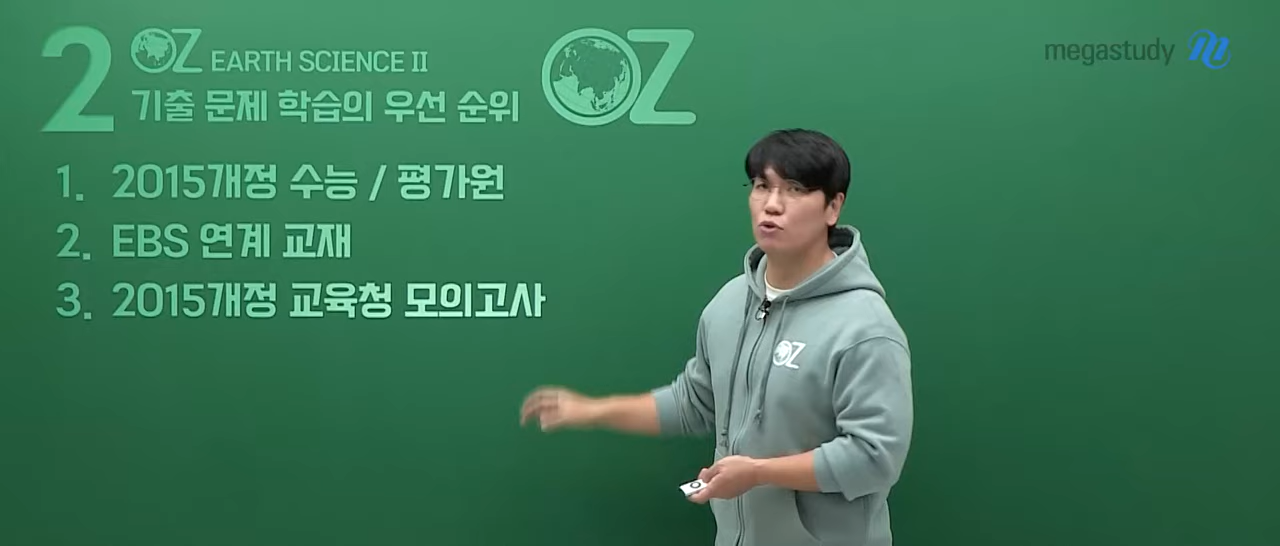 2
OZ EARTH SCIENCE II
기출 문제 학습의 우선 순위
OZ
megastudy
1. 2015개정 수능 / 평가원
2. EBS 연계 교재
3. 2015개정 교육청 모의고사
OZ